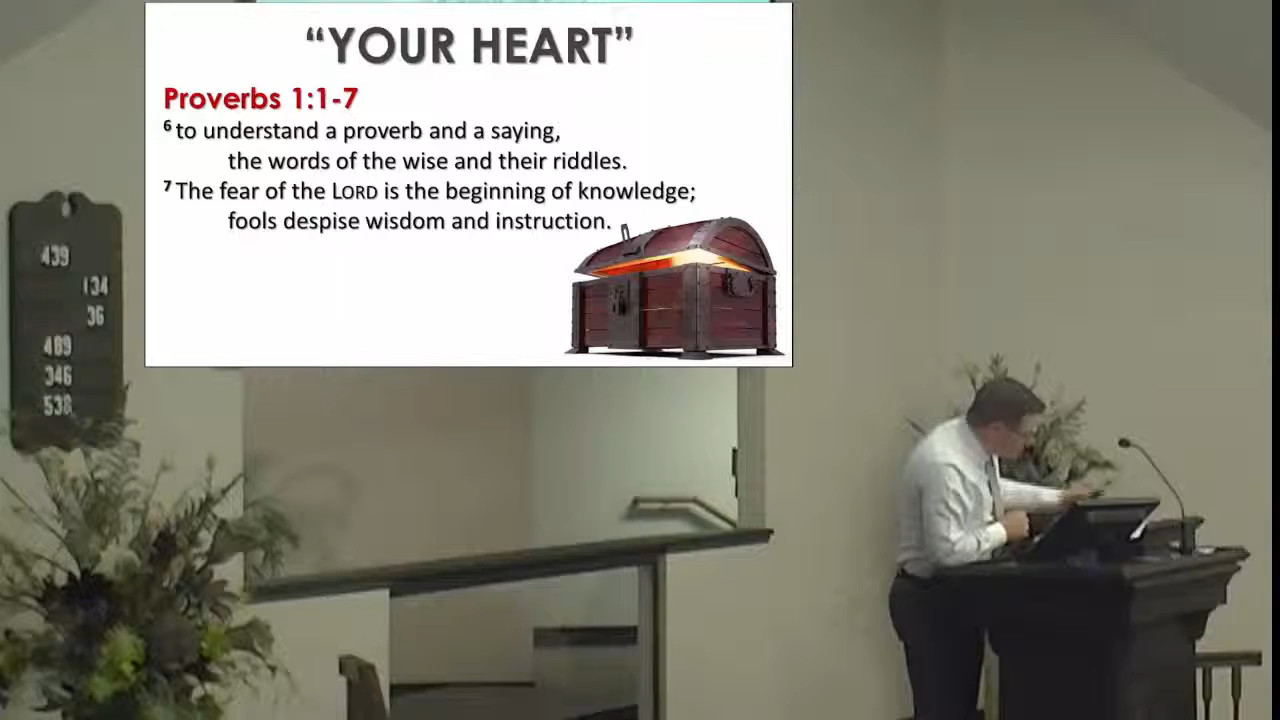 “YOUR HEART”
Proverbs 1:1-7
6 to understand a proverb and a saying,
the words of the wise and their riddles.
7 The fear of the LORD is the beginning of knowledge;
fools despise wisdom and instruction.
439
134
36
489
346
538